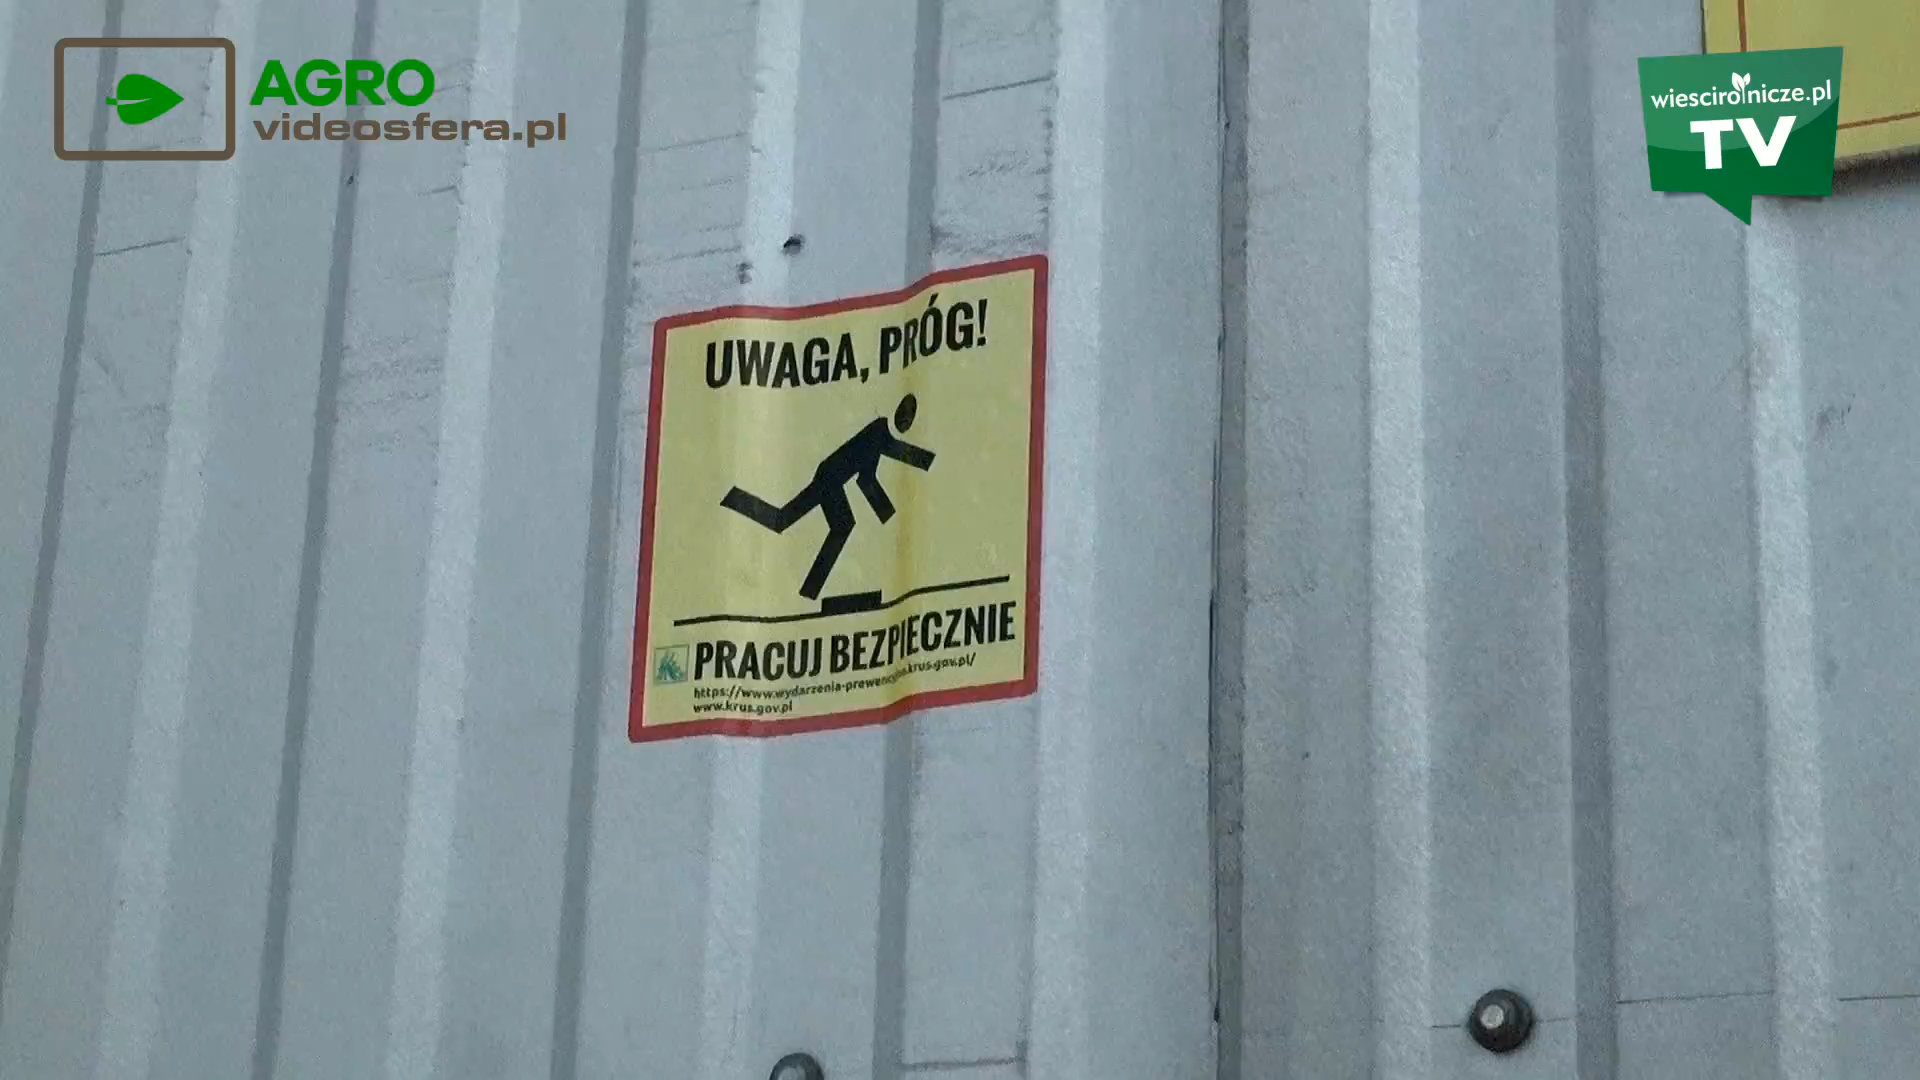 AGRO
videosfera.pl
wiescirolnicze.pl
TV
UWAGA, PRÓG!
PRACUJ BEZPIECZNIE
https://www.wydarzenia-prewencyjne.krus.gov.pl/
www.krus.gov.pl